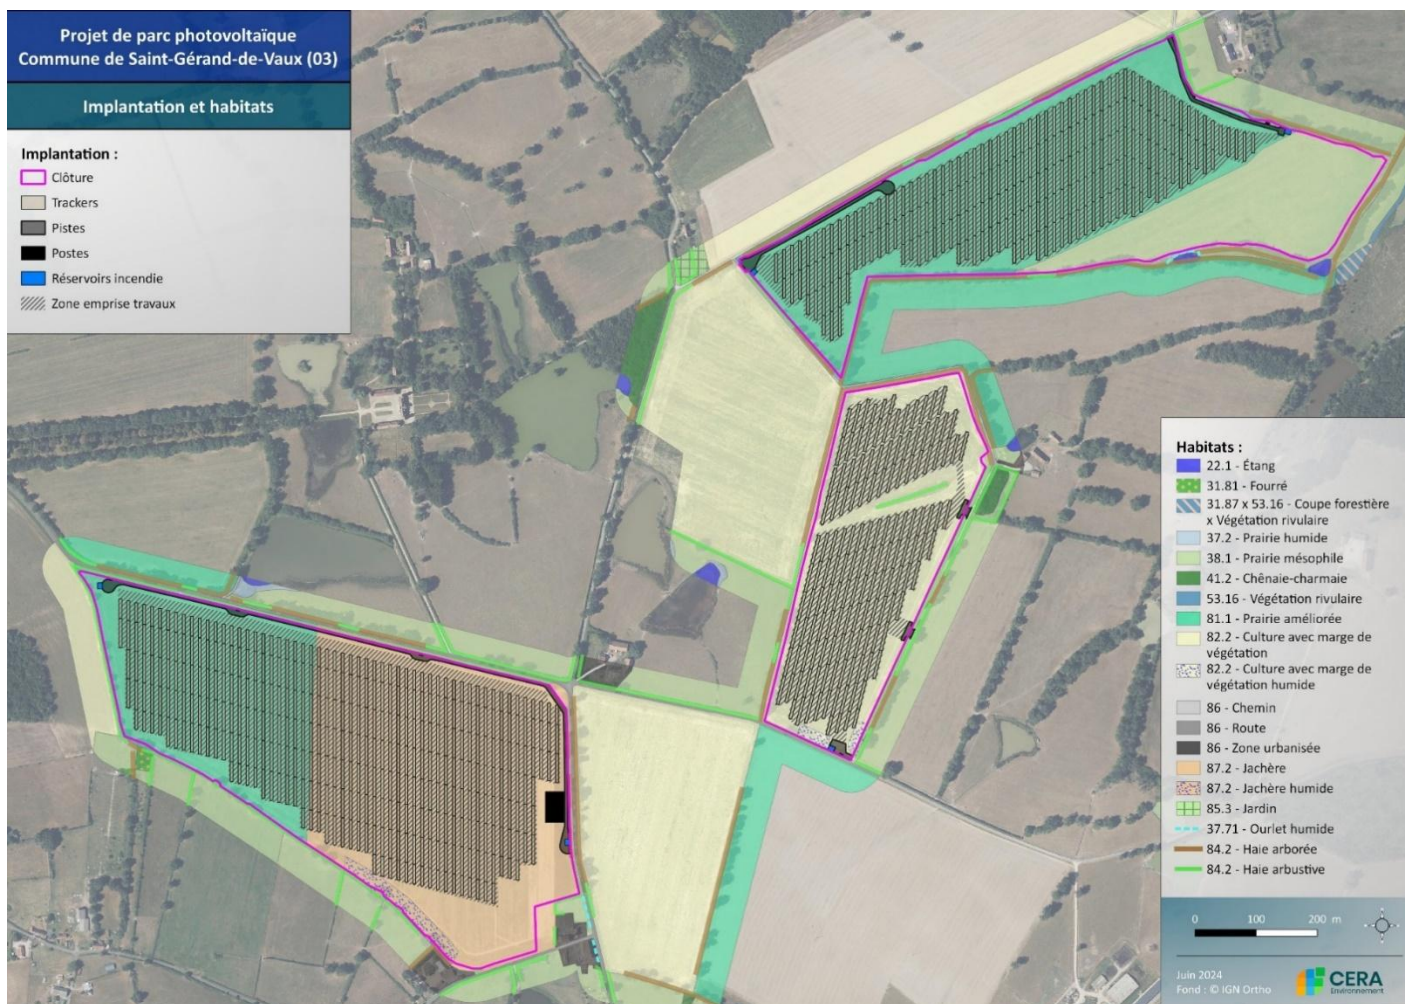 Projet de parc photovoltaïque
Commune de Saint-Gérand-de-Vaux (03)
Implantation et habitats
Implantation :
Clôture
Trackers
Pistes
Postes
Réservoirs incendie
Zone emprise travaux
Habitats :
22.1 - Étang
31.81 - Fourré
31.87 x 53.16 - Coupe forestière
x Végétation rivulaire
37.2 - Prairie humide
38.1 - Prairie mésophile
41.2 - Chênaie-charmaie
53.16 - Végétation rivulaire
81.1 - Prairie améliorée
82.2 - Culture avec marge de
végétation
82.2 - Culture avec marge de
végétation humide
86 - Chemin
86 - Route
86 - Zone urbanisée
87.2 - Jachère
87.2 - Jachère humide
85.3 - Jardin
37.71 - Ourlet humide
84.2 - Haie arborée
84.2 - Haie arbustive
0 100 200 m
Juin 2024
Fond : © IGN Ortho
CERA
Environnement